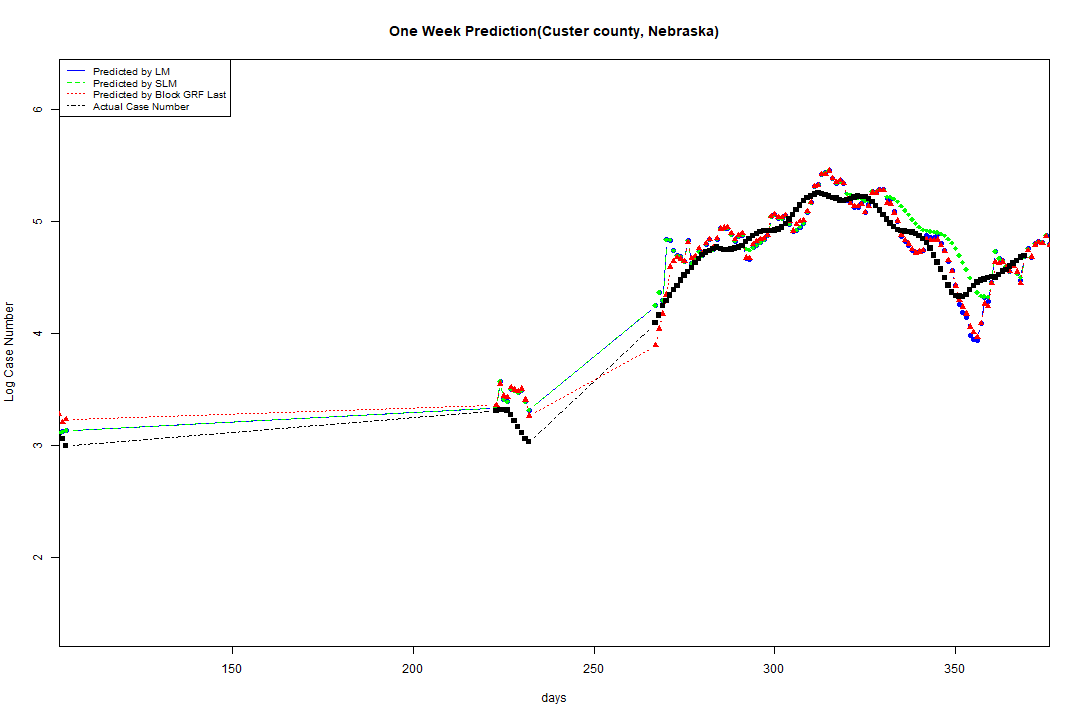 One Week Prediction(Custer county, Nebraska)
Predicted by LM
Predicted by SLM
Predicted by Block GRF Last
Actual Case Number
6
5
4
3
2
Log Case Number
150
200
250
300
350
days